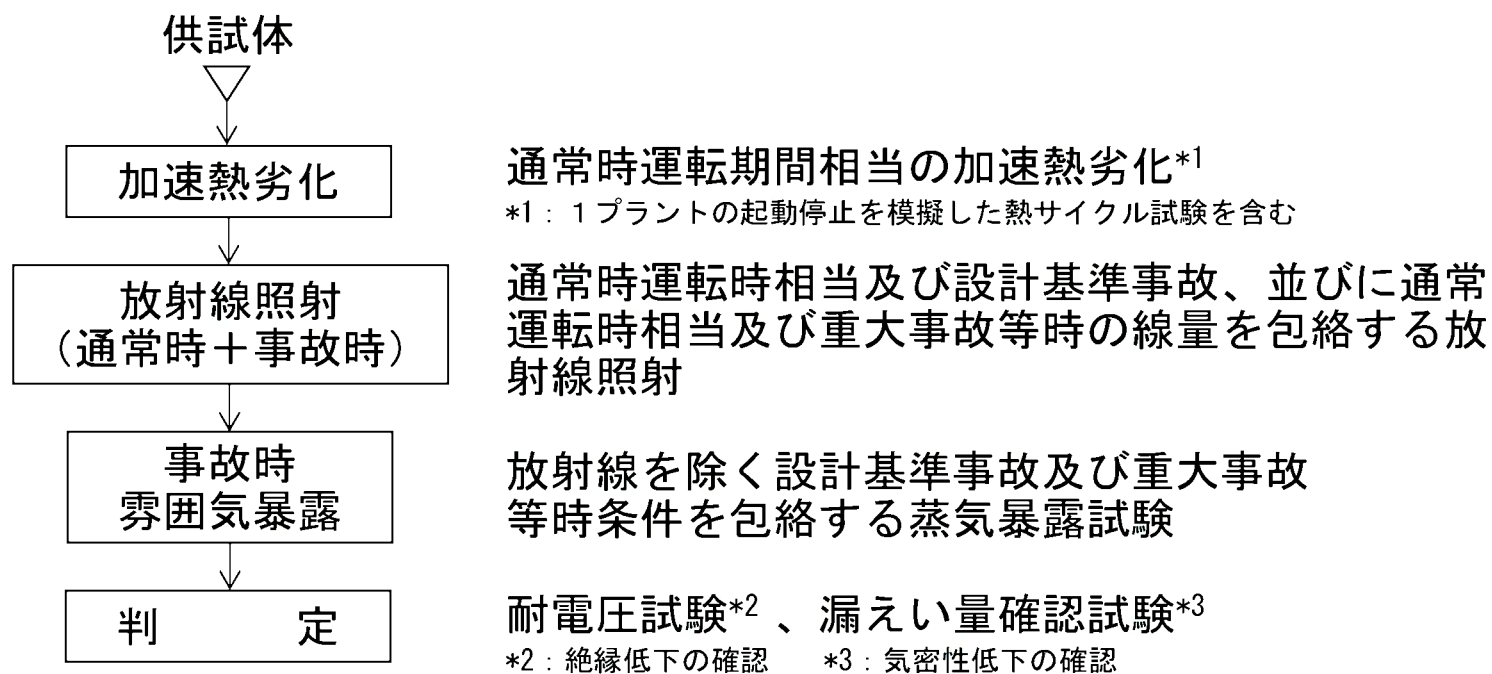 供試体
加速熱劣化
通常時運転期間相当の加速熱劣化*1
*1：１プラントの起動停止を模擬した熱サイクル試験を含む
放射線照射
（通常時＋事故時）
通常時運転時相当及び設計基準事故、並びに通常
運転時相当及び重大事故等時の線量を包絡する放
射線照射
事故時
雰囲気暴露
放射線を除く設計基準事故及び重大事故
等時条件を包絡する蒸気暴露試験
判　　定
耐電圧試験*2 、漏えい量確認試験*3
*2：絶縁低下の確認　　*3：気密性低下の確認